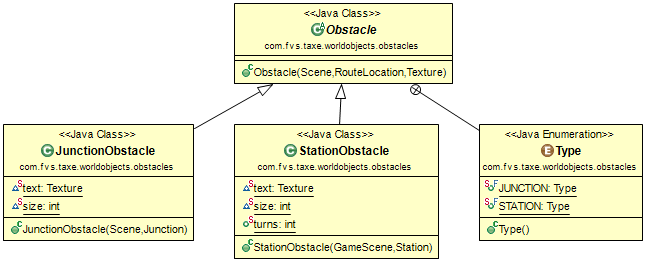 <<Java Class>>
Obstacle
com.fvs.taxe.worldobjects.obstacles
Obstacle(Scene,RouteLocation,Texture)
<<Java Class>>
JunctionObstacle
com.fvs.taxe.worldobjects.obstacles
text: Texture
size: int
JunctionObstacle(Scene,Junction)
<<Java Class>>
StationObstacle
com.fvs.taxe.worldobjects.obstacles
text: Texture
size: int
turns: int
StationObstacle(GameScene,Station)
<<Java Enumeration>>
Type
com.fvs.taxe.worldobjects.obstacles
JUNCTION: Type
STATION: Type
Type()